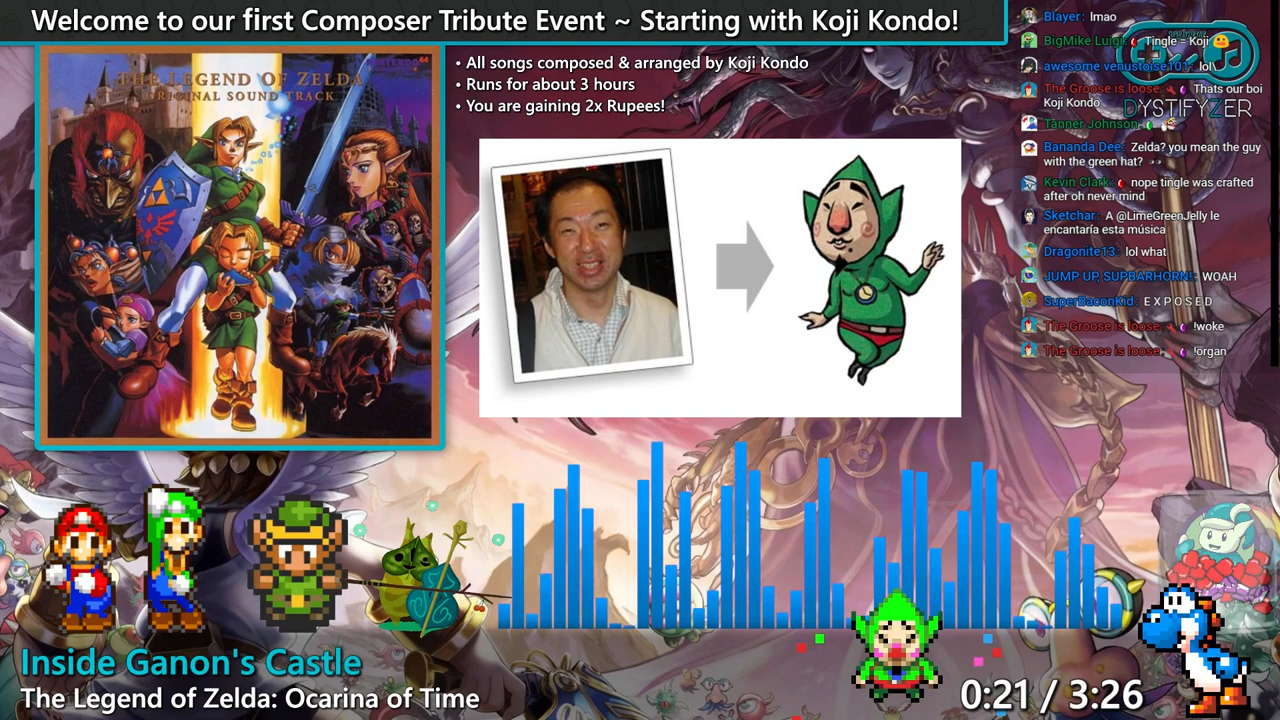 Welcome to our first Composer Tribute Event ~ Starting with Koji Kondo!
NINTENDO64
THE LEGEND OF ZELDA
ORIGINAL SOUND TRACK
• All songs composed & arranged by Koji Kondo
• Runs for about 3 hours
• You are gaining 2x Rupees!
Blayer: lmao
BigMike Luigi: Tingle = Koji
awesome venustoise101: lol
The Groose is loose: Thats our boi
Koji Kondo
DYSTIFYZER
Tanner Johnson:
Bananda Dee: Zelda? you mean the guy
with the green hat?
Kevin Clark: nope tingle was crafted
after oh never mind
Sketchar: A @LimeGreenJelly le
encantaría esta música
Dragonite13: lol what
JUMP UP, SUPBARHORN!: WOAH
SuperBaconKid: E X P O S E D
The Groose is loose: !woke
The Groose is loose: !organ
Inside Ganon's Castle
The Legend of Zelda: Ocarina of Time
0:21 / 3:26